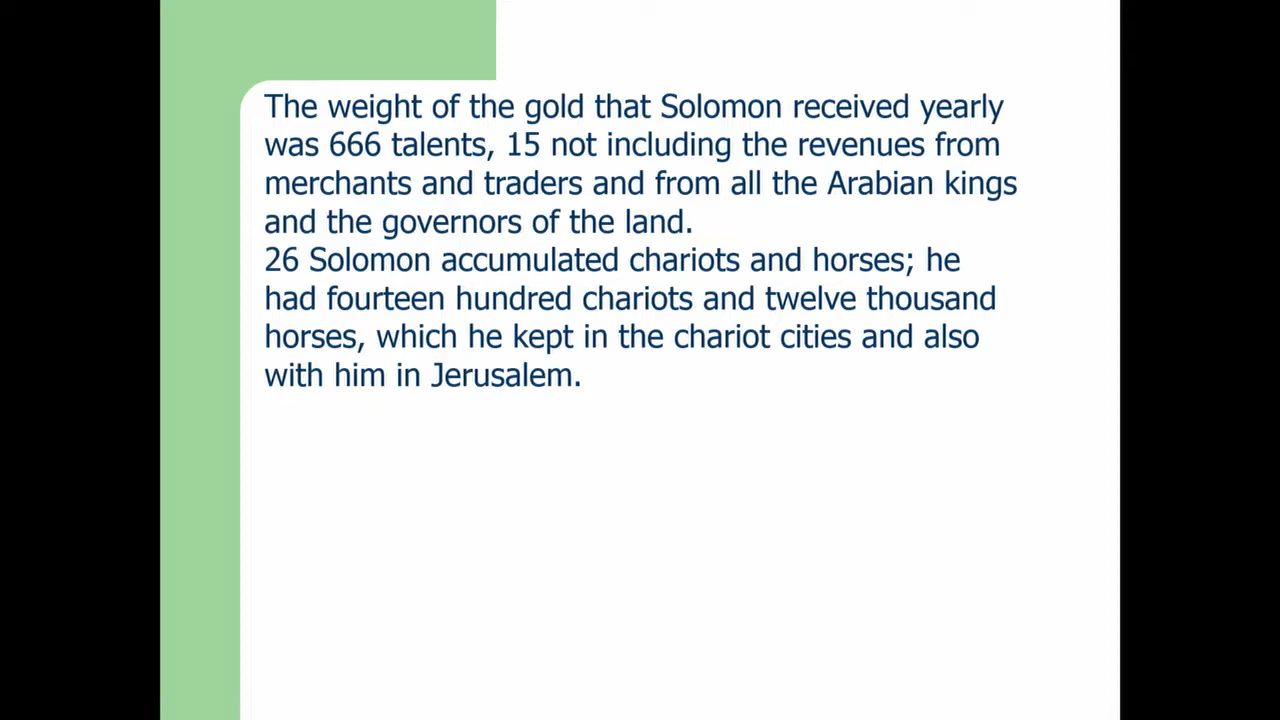 The weight of the gold that Solomon received yearly
was 666 talents, 15 not including the revenues from
merchants and traders and from all the Arabian kings
and the governors of the land.
26 Solomon accumulated chariots and horses; he
had fourteen hundred chariots and twelve thousand
horses, which he kept in the chariot cities and also
with him in Jerusalem.